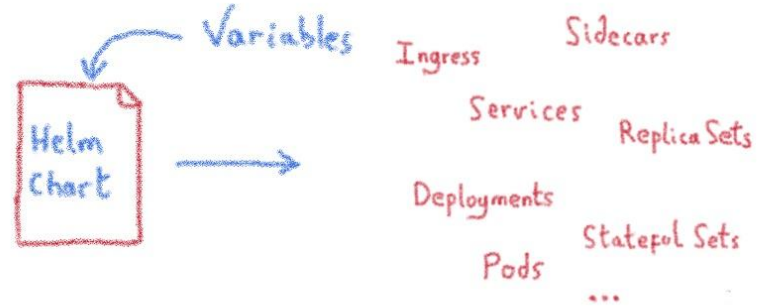 Variables
Helm
Chart
Ingress
Sidecars
Services
Replica Sets
Deployments
Stateful Sets
Pods
...